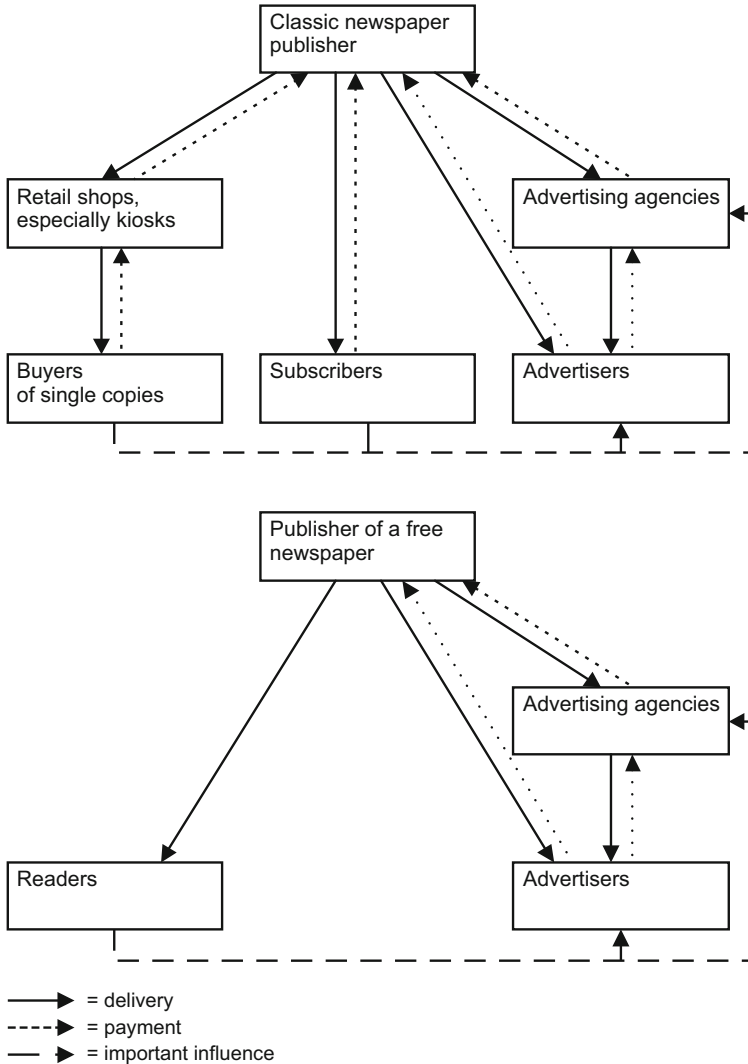 Classic newspaper
publisher
Retail shops,
especially kiosks
Advertising agencies
Buyers
of single copies
Subscribers
Advertisers
Publisher of a free
newspaper
Advertising agencies
Readers
Advertisers
= delivery
= payment
= important influence